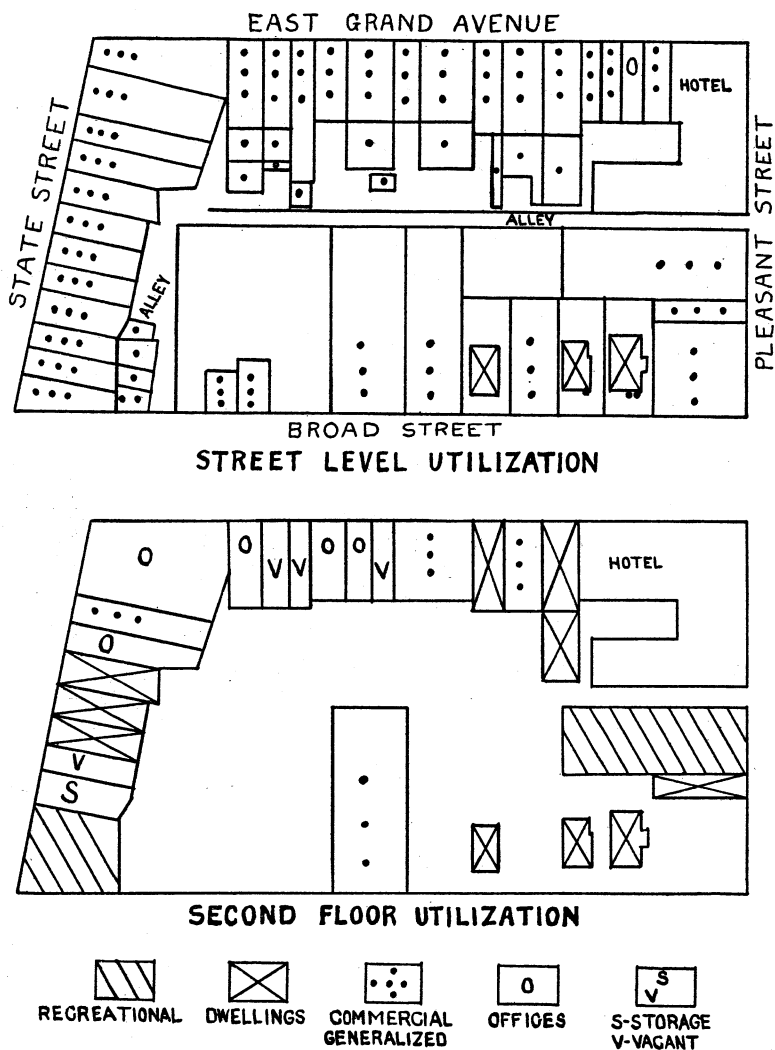 EAST GRAND AVENUE
O
HOTEL
STATE STREET
PLEASANT STREET
ALLEY
ALLEY
BROAD STREET
STREET LEVEL UTILIZATION
O
O
V
V
O
O
V
HOTEL
O
V
S
SECOND FLOOR UTILIZATION
RECREATIONAL
DWELLINGS
COMMERCIAL
GENERALIZED
O
OFFICES
S
V
S-STORAGE
V-VACANT